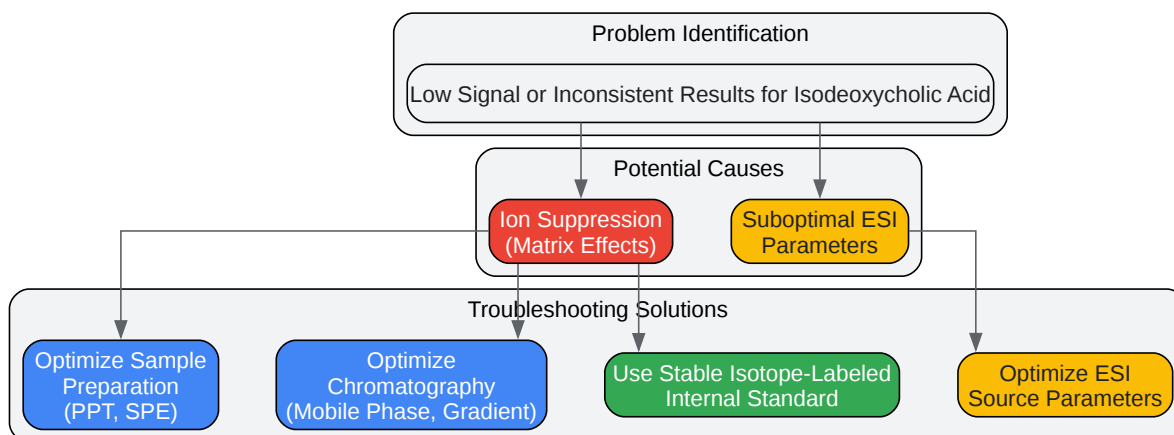 Problem Identification
Low Signal or Inconsistent Results for Isodeoxycholic Acid
Potential Causes
Ion Suppression
(Matrix Effects)
Suboptimal ESI
Parameters
Troubleshooting Solutions
Optimize Sample
Preparation
(PPT, SPE)
Optimize
Chromatography
(Mobile Phase, Gradient)
Use Stable Isotope-Labeled
Internal Standard
Optimize ESI
Source Parameters